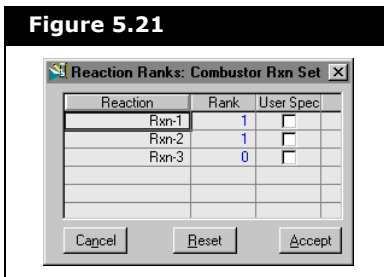 Figure 5.21
Reaction Ranks: Combustor Rxn Set
Reaction Rank User Spec
Rxn-1 1
Rxn-2 1
Rxn-3 0
Cancel Reset Accept